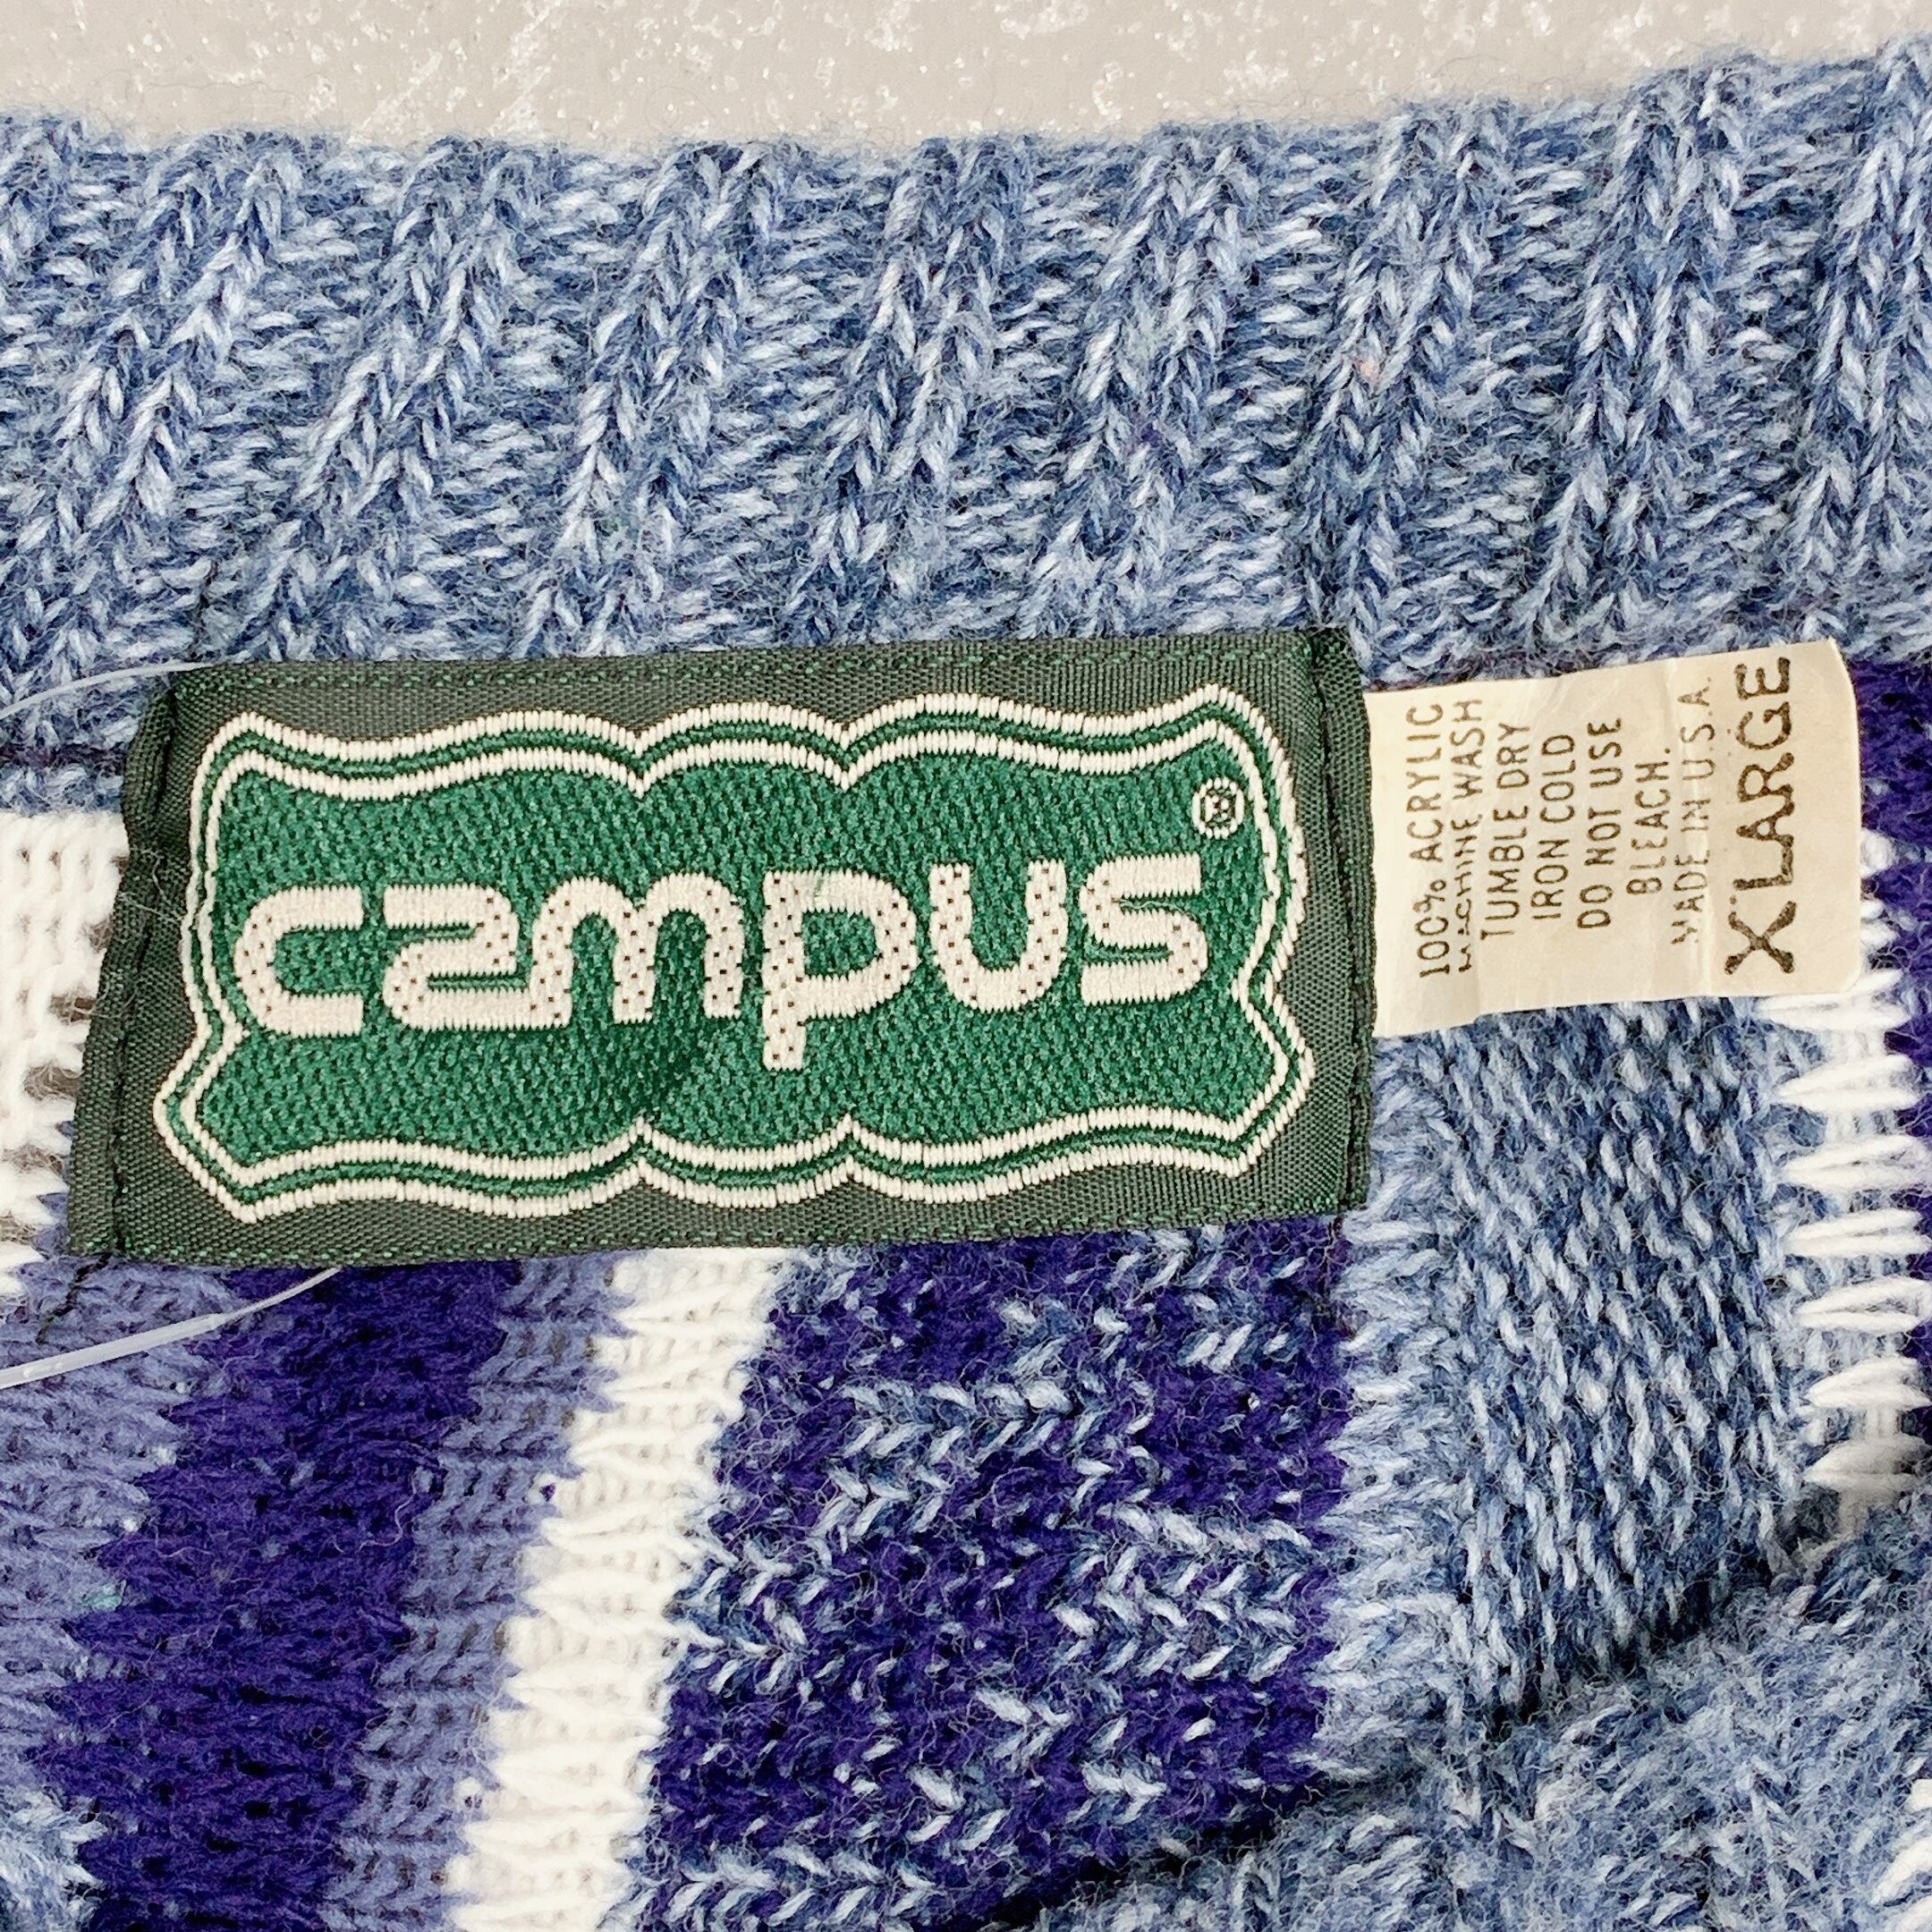 campus
®
100% ACRYLIC
MACHINE WASH
TUMBLE DRY
IRON COLD
DO NOT USE
BLEACH.
MADE IN U.S.A.
X LARGE